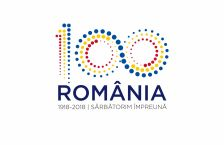 100
ROMÂNIA
1918-2018 | SĂRBĂTORIM ÎMPREUNĂ